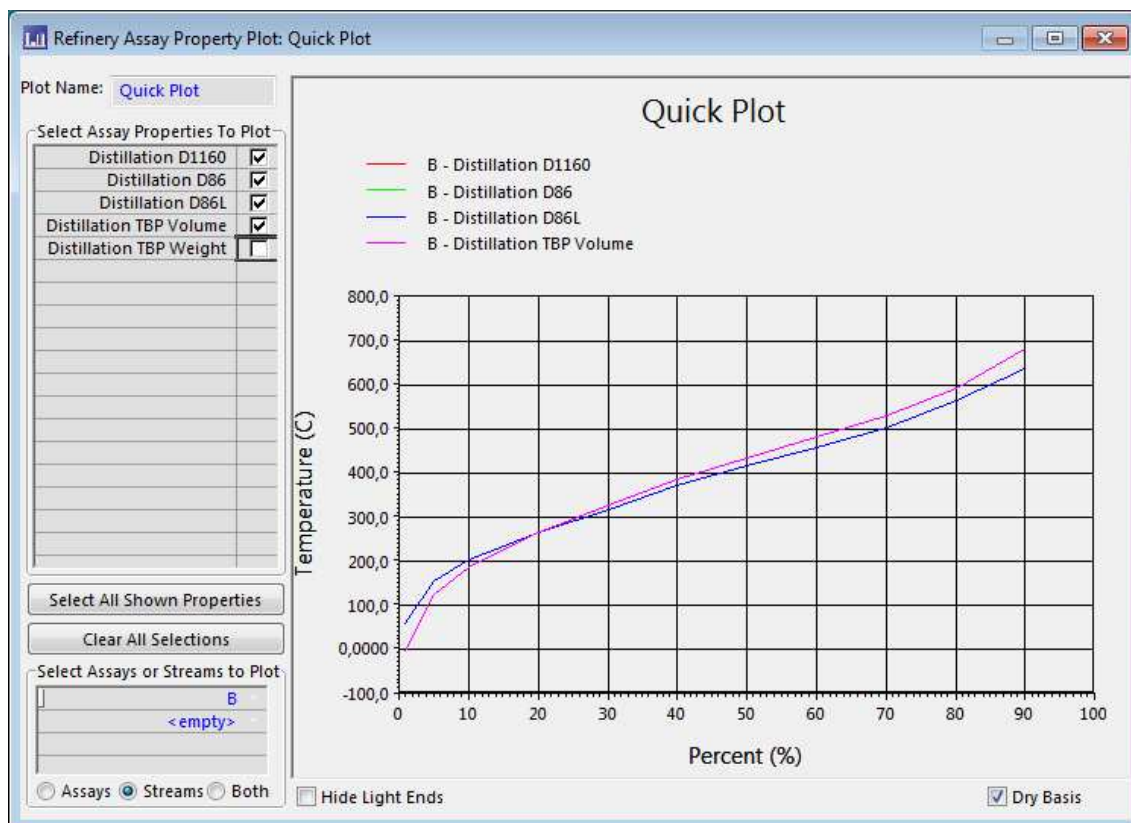 Refinery Assay Property Plot: Quick Plot
Plot Name: Quick Plot
Select Assay Properties To Plot
Distillation D1160
Distillation D86
Distillation D86L
Distillation TBP Volume
Distillation TBP Weight
Select All Shown Properties
Clear All Selections
Select Assays or Streams to Plot
B
<empty>
Assays Streams Both
Quick Plot
B - Distillation D1160
B - Distillation D86
B - Distillation D86L
B - Distillation TBP Volume
Temperature (C)
800,0
700,0
600,0
500,0
400,0
300,0
200,0
100,0
0,0000
-100,0
0 10 20 30 40 50 60 70 80 90 100
Percent (%)
Hide Light Ends Dry Basis